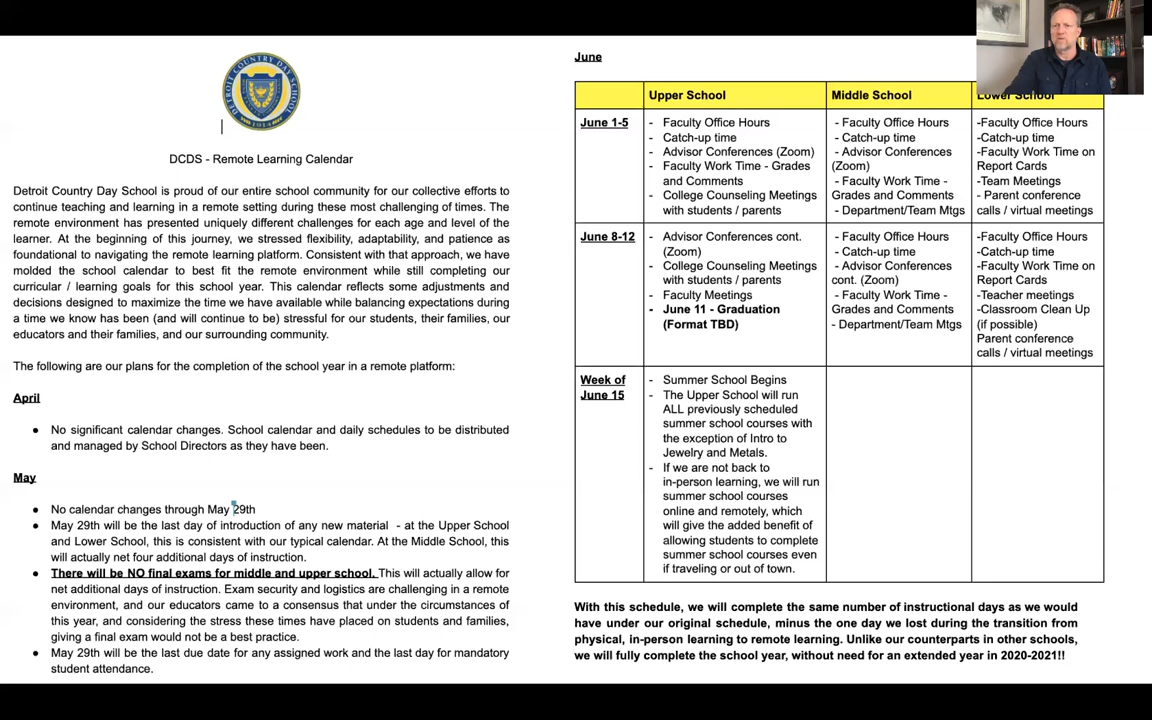 DETROIT COUNTRY DAY SCHOOL
1914
DCDS - Remote Learning Calendar
Detroit Country Day School is proud of our entire school community for our collective efforts to
continue teaching and learning in a remote setting during these most challenging of times. The
remote environment has presented uniquely different challenges for each age and level of the
learner. At the beginning of this journey, we stressed flexibility, adaptability, and patience as
foundational to navigating the remote learning platform. Consistent with that approach, we have
molded the school calendar to best fit the remote environment while still completing our
curricular / learning goals for this school year. This calendar reflects some adjustments and
decisions designed to maximize the time we have available while balancing expectations during
a time we know has been (and will continue to be) stressful for our students, their families, our
educators and their families, and our surrounding community.
The following are our plans for the completion of the school year in a remote platform:
April
● No significant calendar changes. School calendar and daily schedules to be distributed
and managed by School Directors as they have been.
May
● No calendar changes through May 29th
● May 29th will be the last day of introduction of any new material - at the Upper School
and Lower School, this is consistent with our typical calendar. At the Middle School, this
will actually net four additional days of instruction.
● There will be NO final exams for middle and upper school. This will actually allow for
net additional days of instruction. Exam security and logistics are challenging in a remote
environment, and our educators came to a consensus that under the circumstances of
this year, and considering the stress these times have placed on students and families,
giving a final exam would not be a best practice.
● May 29th will be the last due date for any assigned work and the last day for mandatory
student attendance.
June
Upper School
Middle School
Lower School
June 1-5
- Faculty Office Hours
- Catch-up time
- Advisor Conferences (Zoom)
- Faculty Work Time - Grades
and Comments
- College Counseling Meetings
with students / parents
- Faculty Office Hours
- Catch-up time
- Advisor Conferences
(Zoom)
- Faculty Work Time -
Grades and Comments
- Department/Team Mtgs
-Faculty Office Hours
-Catch-up time
-Faculty Work Time on
Report Cards
-Team Meetings
- Parent conference
calls / virtual meetings
June 8-12
- Advisor Conferences cont.
(Zoom)
- College Counseling Meetings
with students / parents
- Faculty Meetings
- June 11 - Graduation
(Format TBD)
- Faculty Office Hours
- Catch-up time
- Advisor Conferences
cont. (Zoom)
- Faculty Work Time -
Grades and Comments
- Department/Team Mtgs
-Faculty Office Hours
-Catch-up time
-Faculty Work Time on
Report Cards
-Teacher meetings
-Classroom Clean Up
(if possible)
Parent conference
calls / virtual meetings
Week of
June 15
- Summer School Begins
- The Upper School will run
ALL previously scheduled
summer school courses with
the exception of Intro to
Jewelry and Metals.
- If we are not back to
in-person learning, we will run
summer school courses
online and remotely, which
will give the added benefit of
allowing students to complete
summer school courses even
if traveling or out of town.
With this schedule, we will complete the same number of instructional days as we would
have under our original schedule, minus the one day we lost during the transition from
physical, in-person learning to remote learning. Unlike our counterparts in other schools,
we will fully complete the school year, without need for an extended year in 2020-2021!!